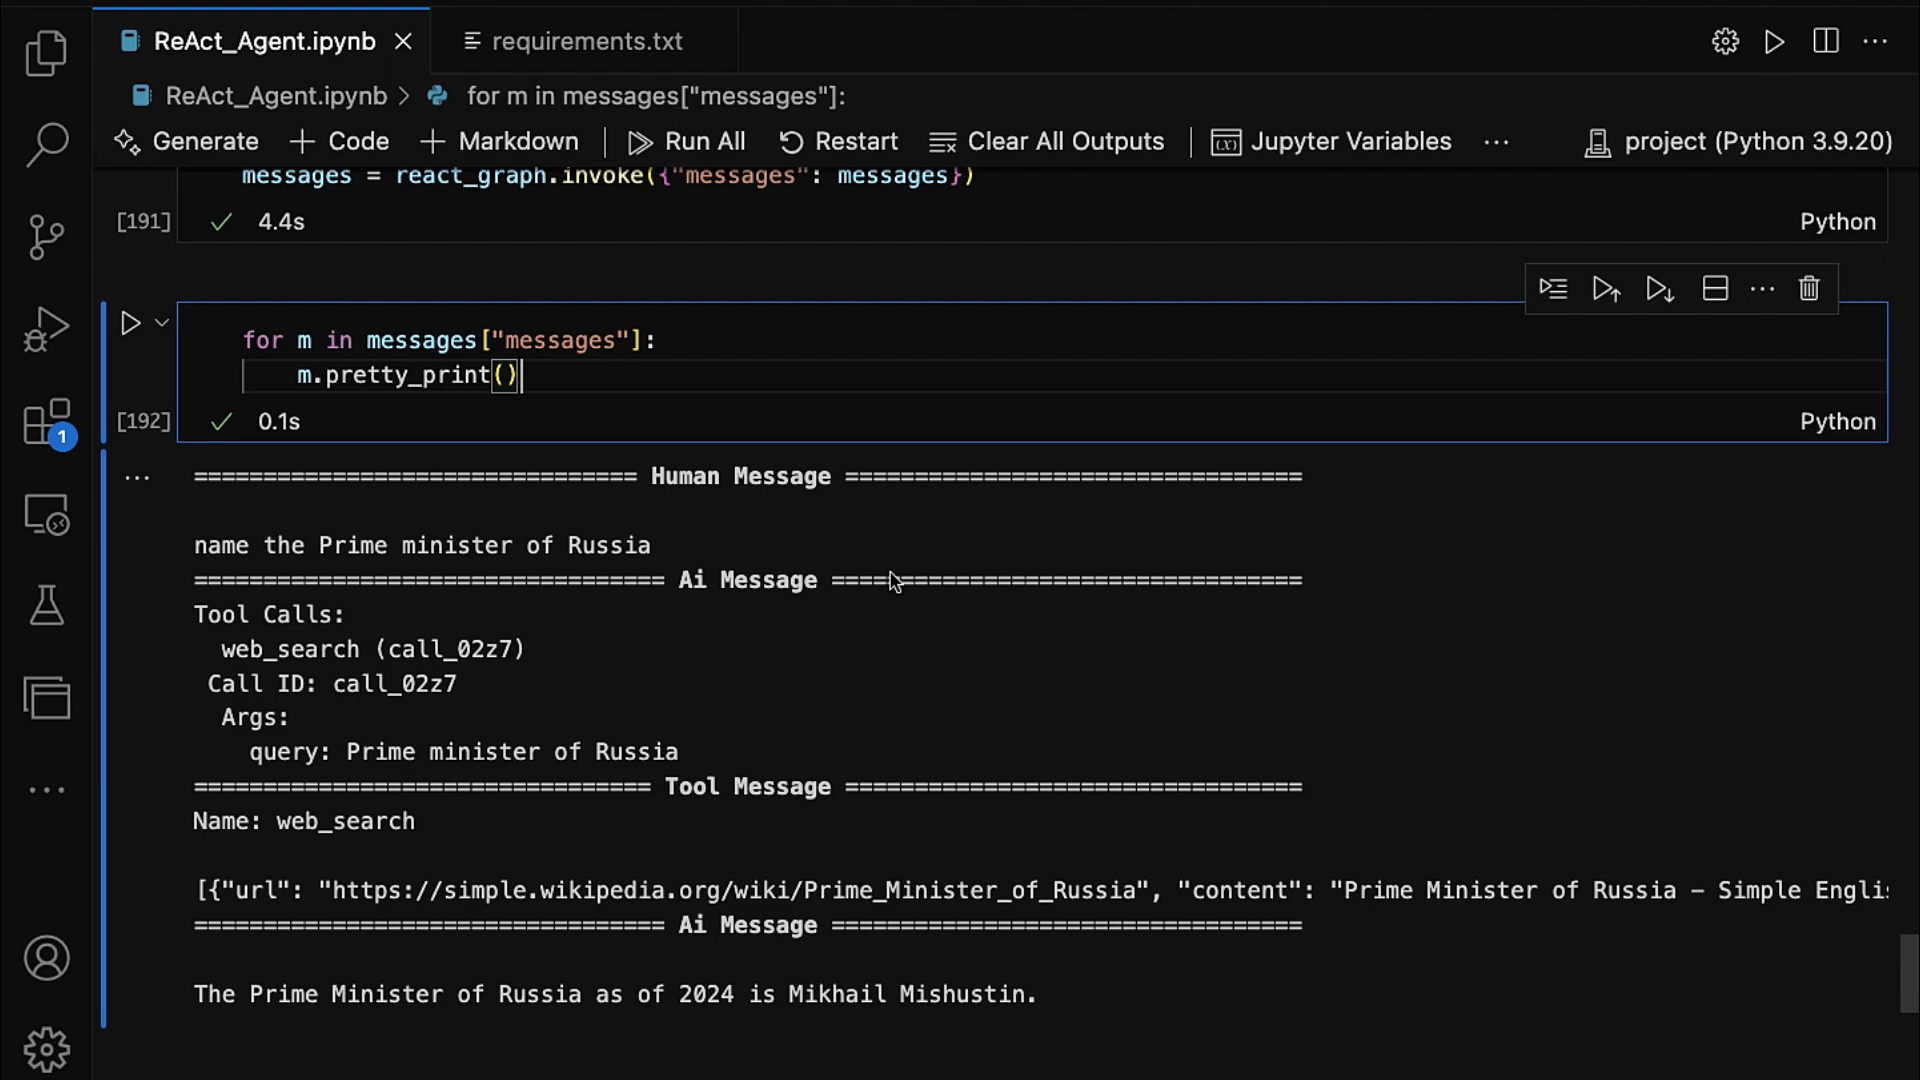 ReAct_Agent.ipynb
requirements.txt
ReAct_Agent.ipynb > for m in messages["messages"]:
Generate + Code + Markdown Run All Restart Clear All Outputs Jupyter Variables ... project (Python 3.9.20)
messages = react_graph.invoke({"messages": messages})
[191] 4.4s Python
for m in messages["messages"]:
m.pretty_print()
[192] 0.1s Python
1
================================ Human Message =================================
name the Prime minister of Russia
================================== Ai Message ==================================
Tool Calls:
web_search (call_02z7)
Call ID: call_02z7
Args:
query: Prime minister of Russia
================================= Tool Message =================================
Name: web_search
[{"url": "https://simple.wikipedia.org/wiki/Prime_Minister_of_Russia", "content": "Prime Minister of Russia – Simple Englis
================================== Ai Message ==================================
The Prime Minister of Russia as of 2024 is Mikhail Mishustin.